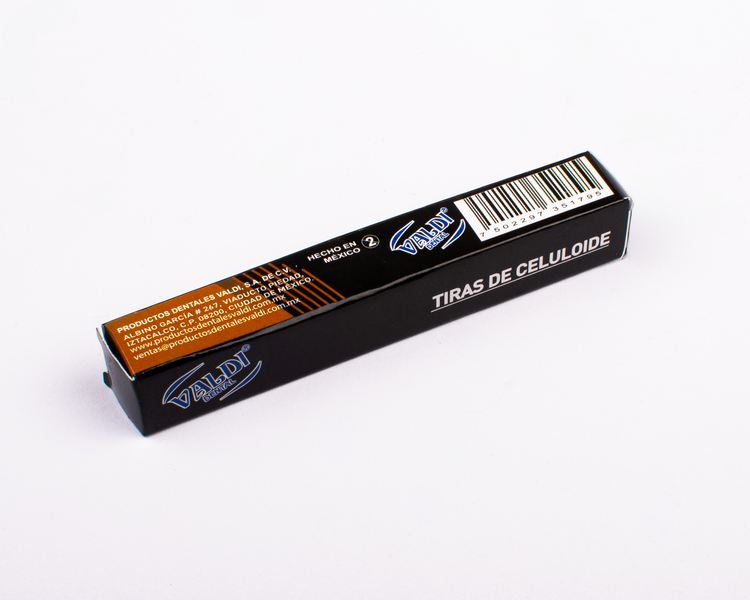 PRODUCTOS DENTALES VALDI, S.A. DE C.V.
ALBINO GARCÍA # 267, VIADUCTO PIEDAD,
IZTACALCO, C.P. 08200, CIUDAD DE MÉXICO.
www.productosdentalesvaldi.com.mx
ventas@productosdentalesvaldi.com.mx
HECHO EN
MÉXICO
2
VALDI®
DENTAL
7 502297 351795
VALDI®
DENTAL
TIRAS DE CELULOIDE